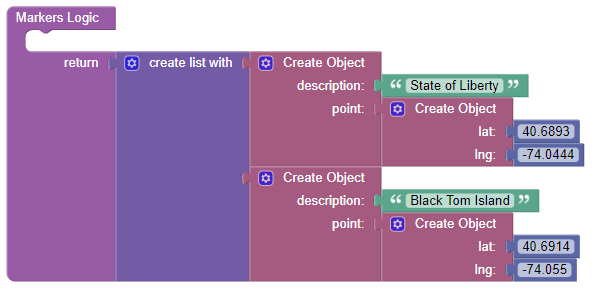 Markers Logic
return create list with Create Object
description: “ State of Liberty ”
point: Create Object
lat: 40.6893
lng: -74.0444
Create Object
description: “ Black Tom Island ”
point: Create Object
lat: 40.6914
lng: -74.055